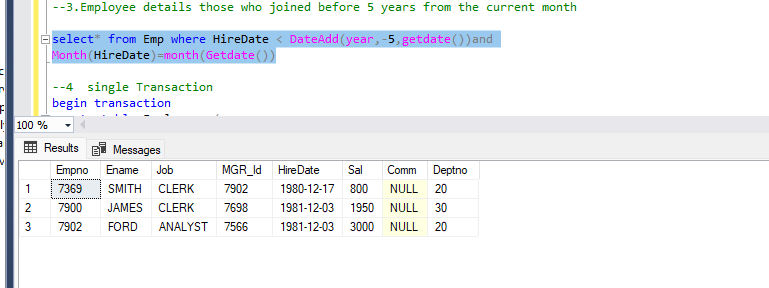 --3.Employee details those who joined before 5 years from the current month
select* from Emp where HireDate < DateAdd(year,-5,getdate())and
Month(HireDate)=month(Getdate())
--4  single Transaction
begin transaction
100 %
Results Messages
Empno Ename Job MGR_Id HireDate Sal Comm Deptno
1 7369 SMITH CLERK 7902 1980-12-17 800 NULL 20
2 7900 JAMES CLERK 7698 1981-12-03 1950 NULL 30
3 7902 FORD ANALYST 7566 1981-12-03 3000 NULL 20